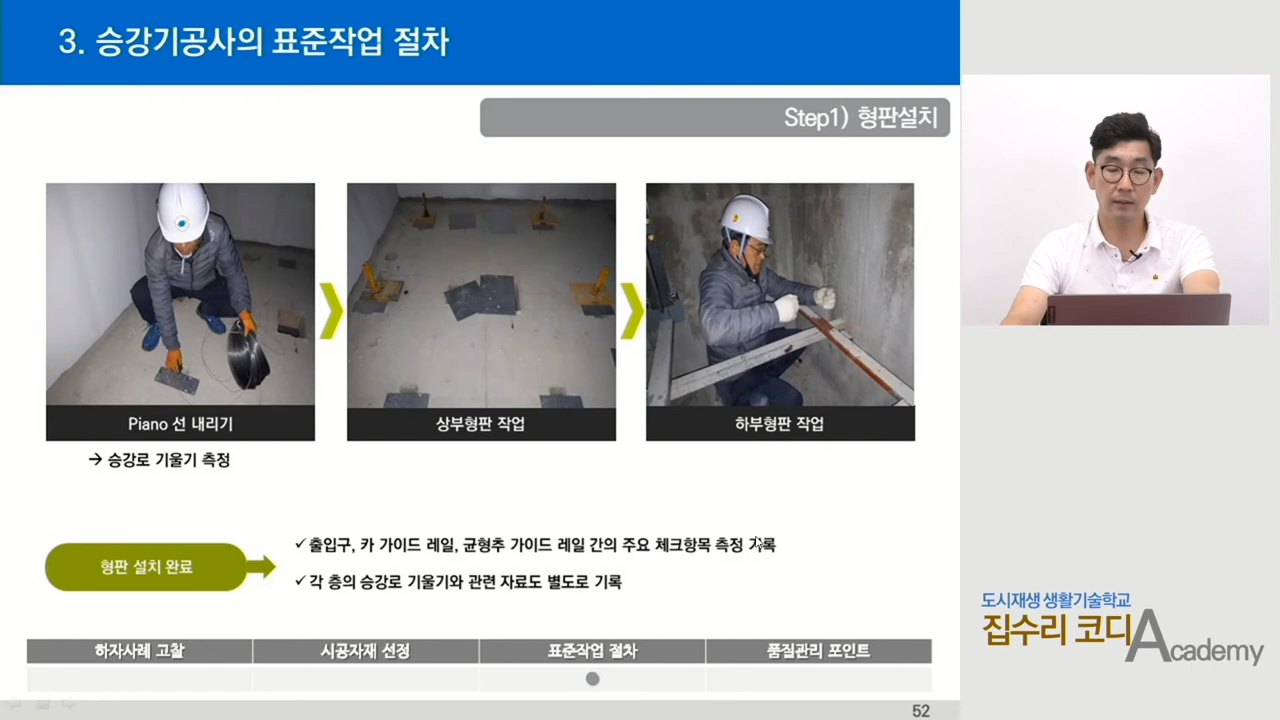 3. 승강기공사의 표준작업 절차
Step1) 형판설치
Piano 선 내리기
상부형판 작업
하부형판 작업
→ 승강로 기울기 측정
형판 설치 완료
✓출입구, 카 가이드 레일, 균형추 가이드 레일 간의 주요 체크항목 측정 기록
✓각 층의 승강로 기울기와 관련 자료도 별도로 기록
하자사례 고찰 시공자재 선정 표준작업 절차 품질관리 포인트
52
도시재생 생활기술학교
집수리 코디 Academy